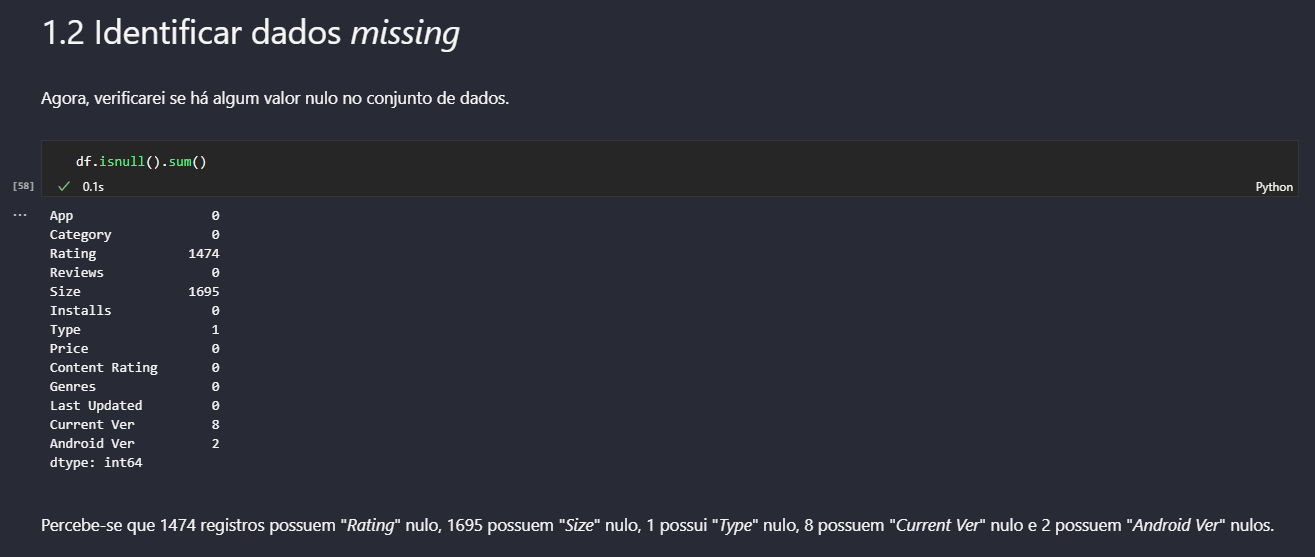 1.2 Identificar dados missing
Agora, verificarei se há algum valor nulo no conjunto de dados.
df.isnull().sum()
[58] ✓ 0.1s Python
... App 0
Category 0
Rating 1474
Reviews 0
Size 1695
Installs 0
Type 1
Price 0
Content Rating 0
Genres 0
Last Updated 0
Current Ver 8
Android Ver 2
dtype: int64
Percebe-se que 1474 registros possuem "Rating" nulo, 1695 possuem "Size" nulo, 1 possui "Type" nulo, 8 possuem "Current Ver" nulo e 2 possuem "Android Ver" nulos.